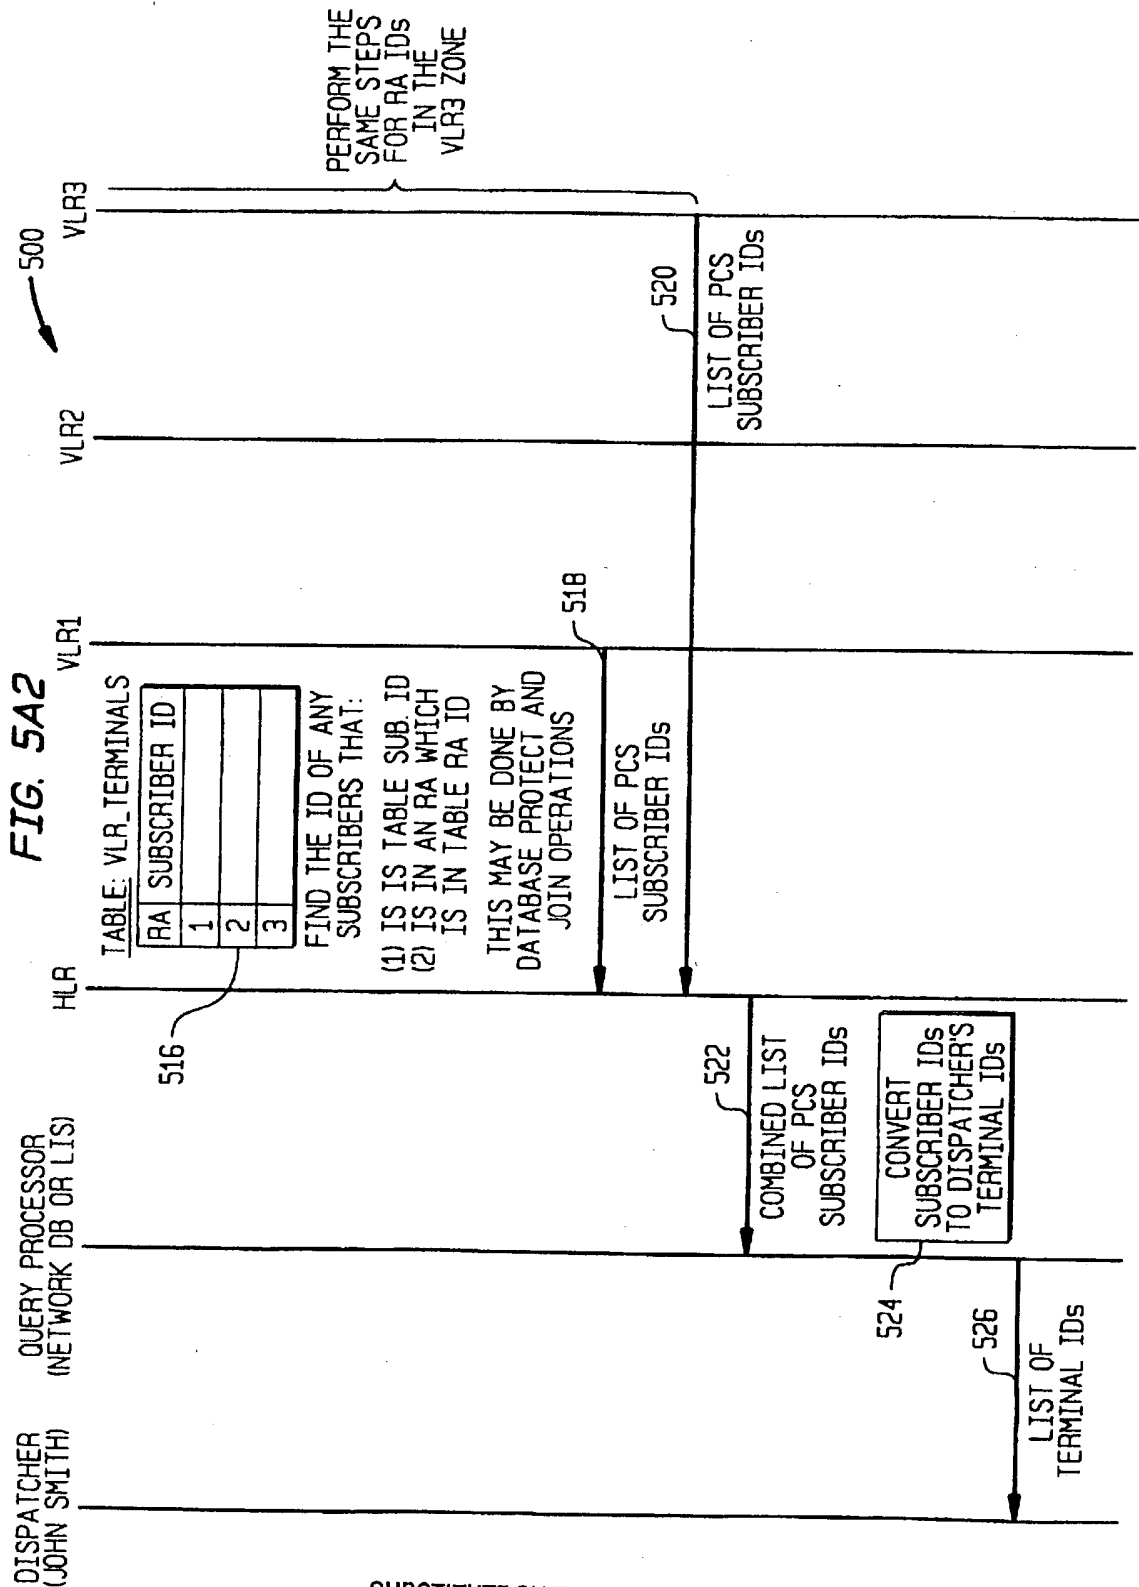 FIG. 5A2
500
DISPATCHER
(JOHN SMITH)
QUERY PROCESSOR
(NETWORK DB OR LIS)
HLR
VLR1
VLR2
VLR3
TABLE: VLR_TERMINALS
RA SUBSCRIBER ID
1
2
3
516
FIND THE ID OF ANY
SUBSCRIBERS THAT:
(1) IS IS TABLE SUB. ID
(2) IS IN AN RA WHICH
IS IN TABLE RA ID
THIS MAY BE DONE BY
DATABASE PROTECT AND
JOIN OPERATIONS
PERFORM THE
SAME STEPS
FOR RA IDs
IN THE
VLR3 ZONE
518
LIST OF PCS
SUBSCRIBER IDs
520
LIST OF PCS
SUBSCRIBER IDs
522
COMBINED LIST
OF PCS
SUBSCRIBER IDs
CONVERT
SUBSCRIBER IDs
TO DISPATCHER'S
TERMINAL IDs
524
526
LIST OF
TERMINAL IDs